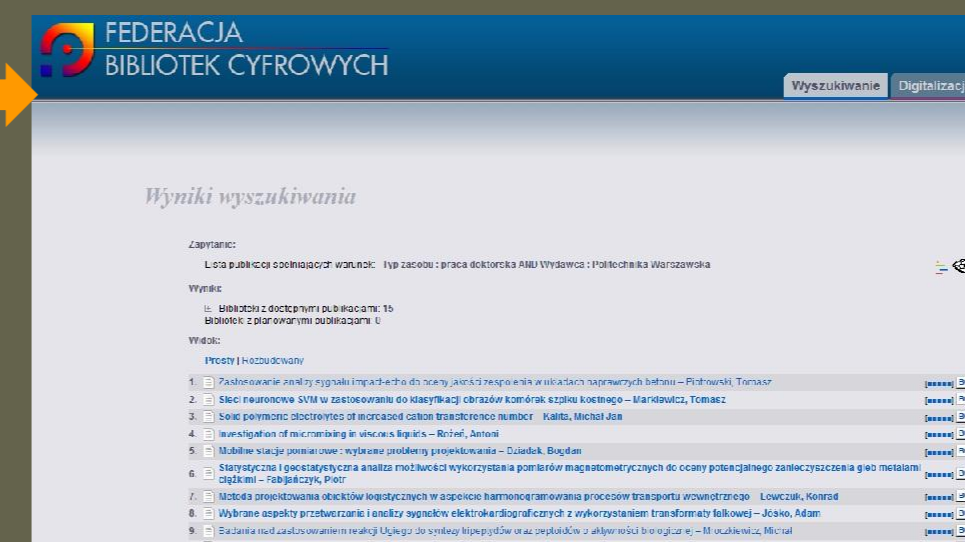 FEDERACJA
BIBLIOTEK CYFROWYCH
Wyszukiwanie Digitalizacj
Wyniki wyszukiwania
Zapytanie:
Lista publikacji spełniających warunek: Typ zasobu : praca doktorska AND Wydawca : Politechnika Warszawska
Wyniki:
Biblioteki z dostępnymi publikacjami: 15
Biblioteki z planowanymi publikacjami: 0
Widok:
Prosty | Rozbudowany
1. Zastosowanie analizy sygnału impact-echo do oceny jakości zespolenia w układach naprawczych betonu – Piotrowski, Tomasz
2. Sieci neuronowe SVM w zastosowaniu do klasyfikacji obrazów komórek szpiku kostnego – Markiewicz, Tomasz
3. Solid polymeric electrolytes of increased cation transference number – Kalita, Michał Jan
4. Investigation of micromixing in viscous liquids – Rożeń, Antoni
5. Mobilne stacje pomiarowe : wybrane problemy projektowania – Dziadak, Bogdan
6. Statystyczna i geostatystyczna analiza możliwości wykorzystania pomiarów magnetometrycznych do oceny potencjalnego zanieczyszczenia gleb metalami
ciężkimi – Fabijańczyk, Piotr
7. Metoda projektowania obiektów logistycznych w aspekcie harmonogramowania procesów transportu wewnętrznego – Lewczuk, Konrad
8. Wybrane aspekty przetwarzania i analizy sygnałów elektrokardiograficznych z wykorzystaniem transformaty falkowej – Jósko, Adam
9. Badania nad zastosowaniem reakcji Ugiego do syntezy tripeptydów oraz peptoidów o aktywności biologicznej – Mroczkiewicz, Michał